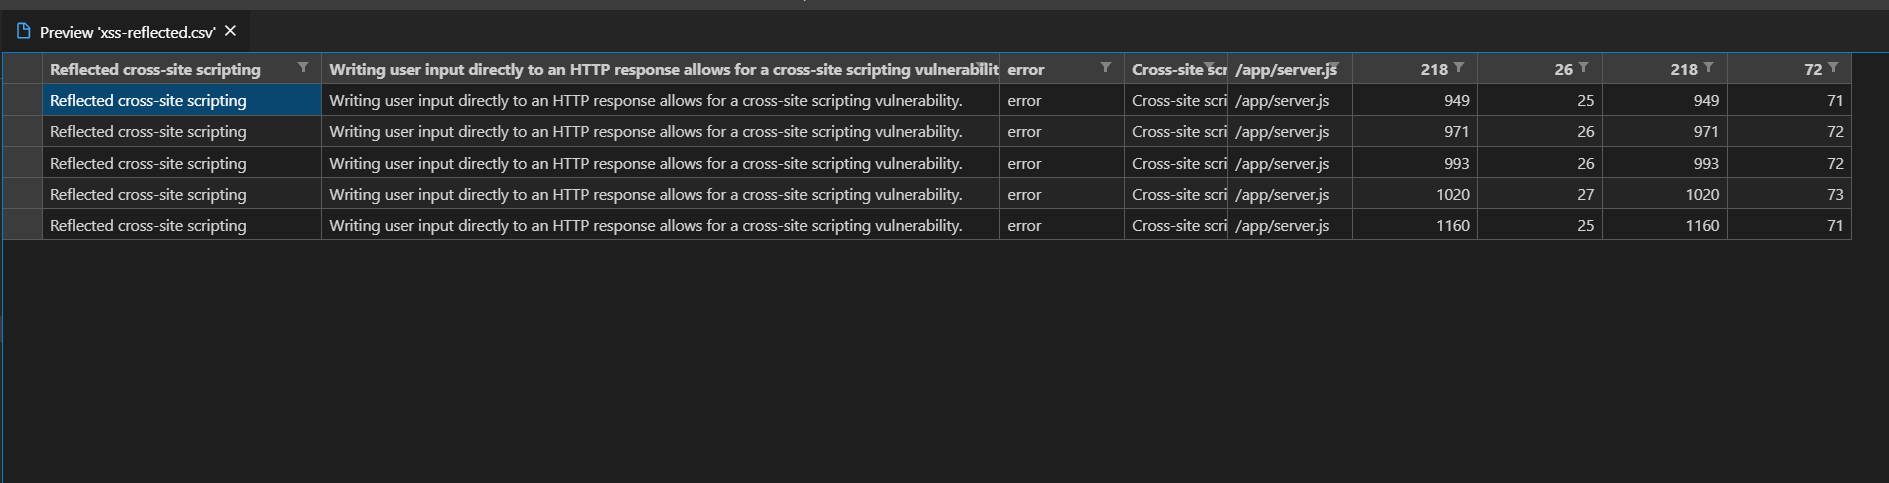 Preview 'xss-reflected.csv'
Reflected cross-site scripting Writing user input directly to an HTTP response allows for a cross-site scripting vulnerabilit error Cross-site scr /app/server.js 218 26 218 72
Reflected cross-site scripting Writing user input directly to an HTTP response allows for a cross-site scripting vulnerability. error Cross-site scri /app/server.js 949 25 949 71
Reflected cross-site scripting Writing user input directly to an HTTP response allows for a cross-site scripting vulnerability. error Cross-site scri /app/server.js 971 26 971 72
Reflected cross-site scripting Writing user input directly to an HTTP response allows for a cross-site scripting vulnerability. error Cross-site scri /app/server.js 993 26 993 72
Reflected cross-site scripting Writing user input directly to an HTTP response allows for a cross-site scripting vulnerability. error Cross-site scri /app/server.js 1020 27 1020 73
Reflected cross-site scripting Writing user input directly to an HTTP response allows for a cross-site scripting vulnerability. error Cross-site scri /app/server.js 1160 25 1160 71